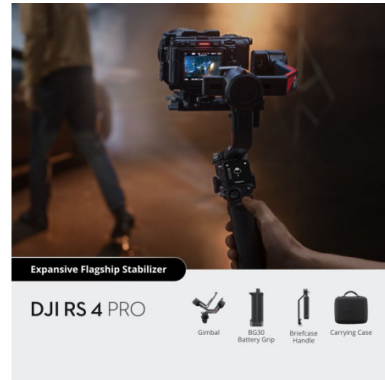 Expansive Flagship Stabilizer
DJI RS 4 PRO
Gimbal
BG30
Battery Grip
Briefcase
Handle
Carrying Case